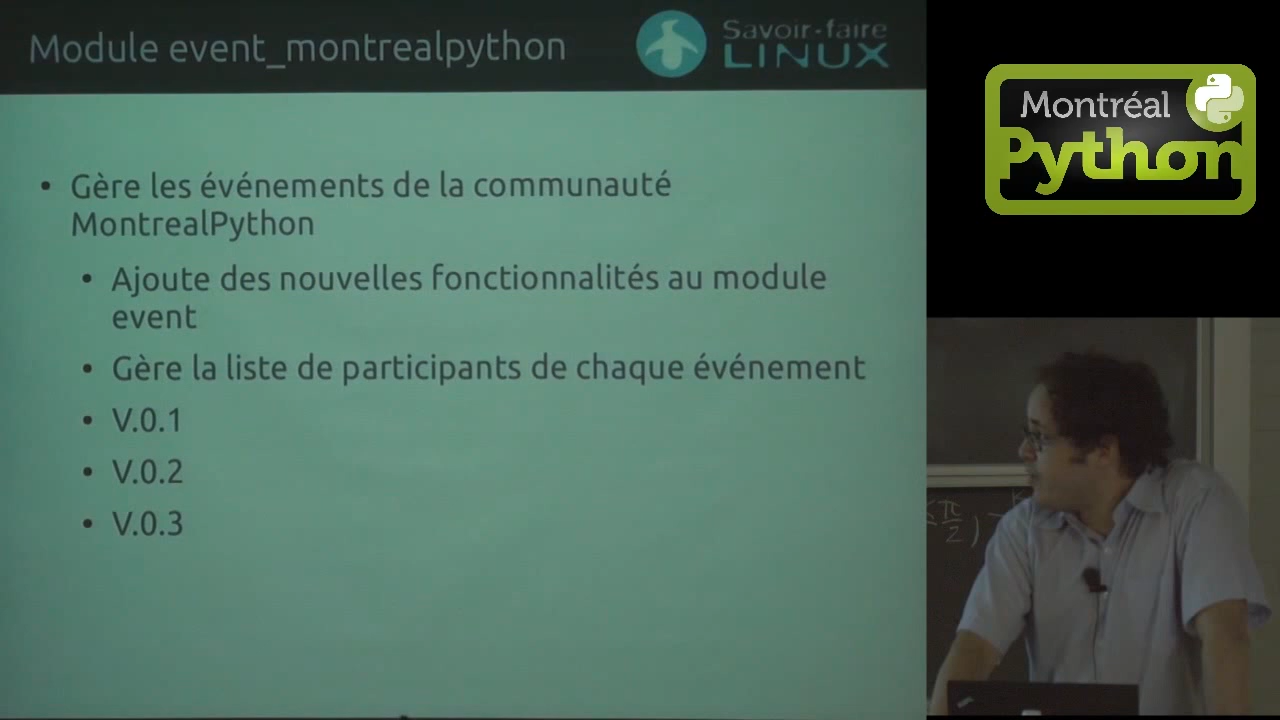 Module event_montrealpython
Savoir-faire
LINUX
• Gère les événements de la communauté
MontrealPython
• Ajoute des nouvelles fonctionnalités au module
event
• Gère la liste de participants de chaque événement
• V.0.1
• V.0.2
• V.0.3
Montréal
Python
π
2
)